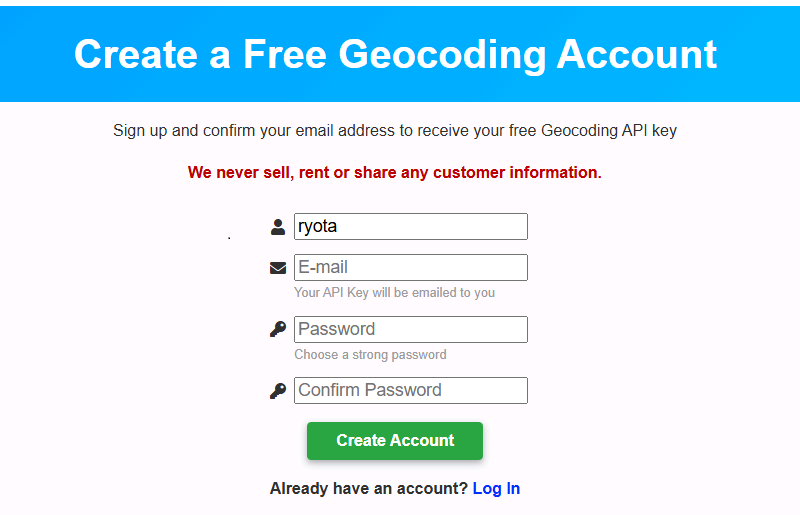 Create a Free Geocoding Account
Sign up and confirm your email address to receive your free Geocoding API key
We never sell, rent or share any customer information.
.
ryota
E-mail
Your API Key will be emailed to you
Password
Choose a strong password
Confirm Password
Create Account
Already have an account? Log In